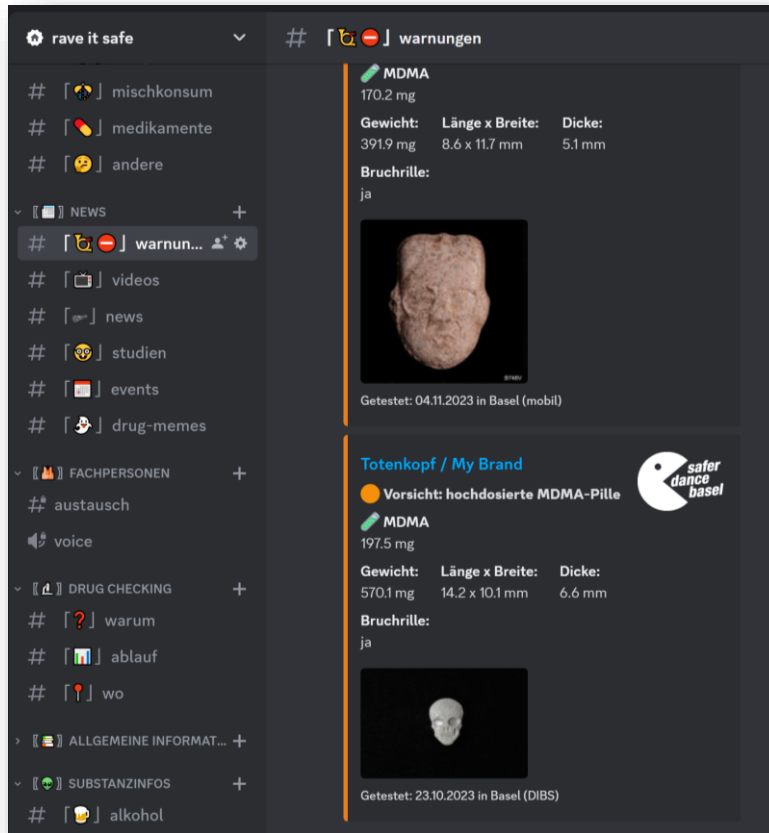 rave it safe
# mischkonsum
# medikamente
# andere
NEWS
# warnun...
# videos
# news
# studien
# events
# drug-memes
FACHPERSONEN
# austausch
voice
DRUG CHECKING
# warum
# ablauf
# wo
ALLGEMEINE INFORMAT...
SUBSTANZINFOS
# alkohol
# warnungen
MDMA
170.2 mg
Gewicht: Länge x Breite: Dicke:
391.9 mg 8.6 x 11.7 mm 5.1 mm
Bruchrille:
ja
Getestet: 04.11.2023 in Basel (mobil)
Totenkopf / My Brand
safer
dance
basel
Vorsicht: hochdosierte MDMA-Pille
MDMA
197.5 mg
Gewicht: Länge x Breite: Dicke:
570.1 mg 14.2 x 10.1 mm 6.6 mm
Bruchrille:
ja
Getestet: 23.10.2023 in Basel (DIBS)